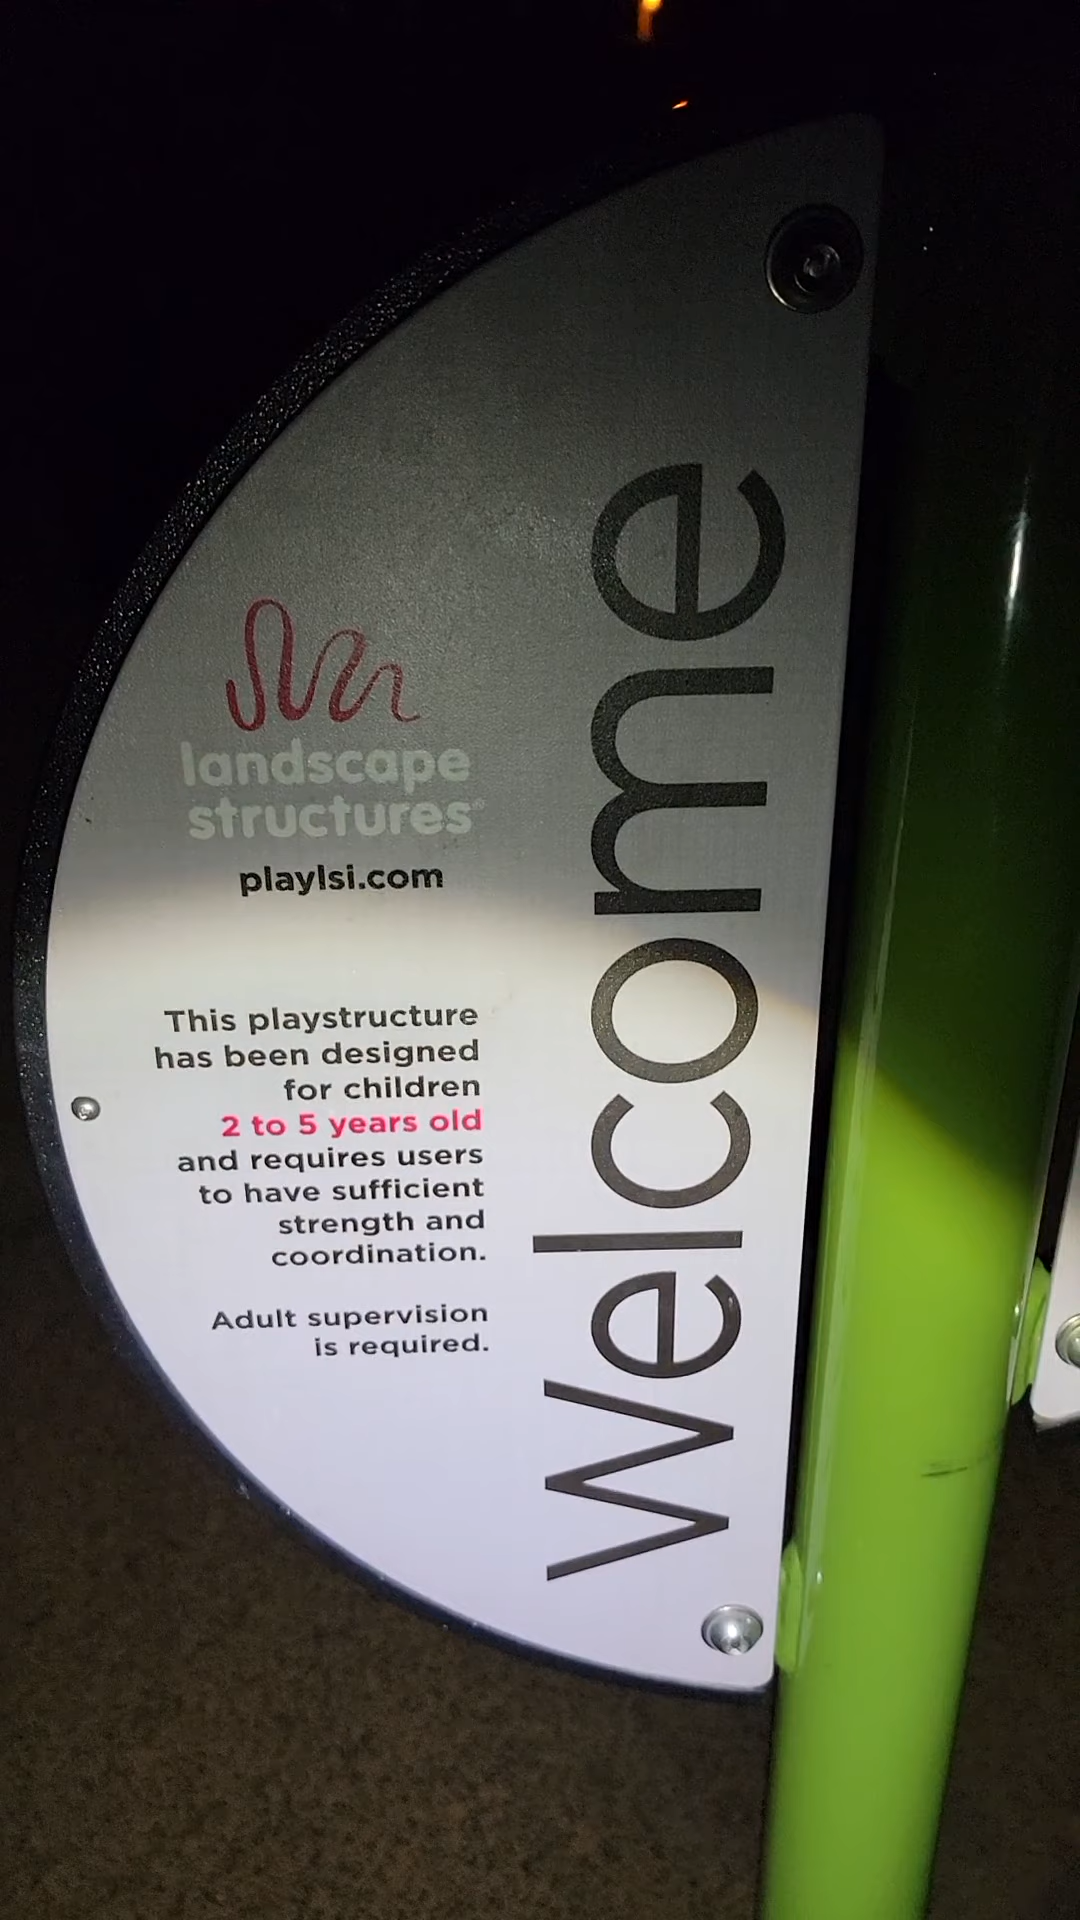 landscape
structures®
playlsi.com
This playstructure
has been designed
for children
2 to 5 years old
and requires users
to have sufficient
strength and
coordination.
Adult supervision
is required.
welcome